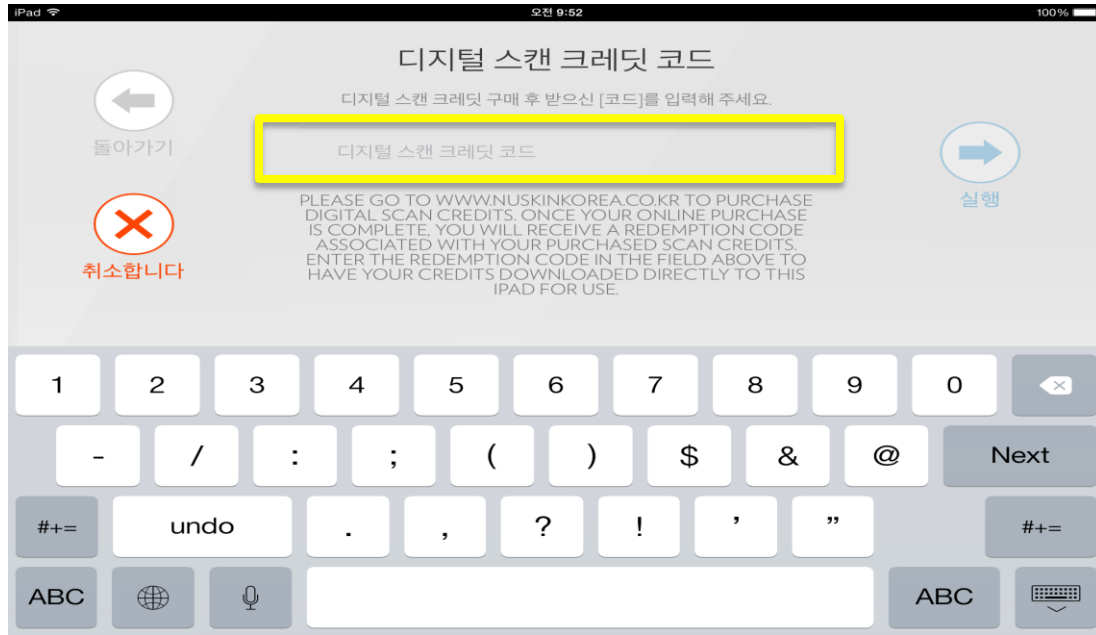 iPad 오전 9:52 100%
디지털 스캔 크레딧 코드
디지털 스캔 크레딧 구매 후 받으신 [코드]를 입력해 주세요.
돌아가기
디지털 스캔 크레딧 코드
실행
취소합니다
PLEASE GO TO WWW.NUSKINKOREA.CO.KR TO PURCHASE
DIGITAL SCAN CREDITS. ONCE YOUR ONLINE PURCHASE
IS COMPLETE, YOU WILL RECEIVE A REDEMPTION CODE
ASSOCIATED WITH YOUR PURCHASED SCAN CREDITS.
ENTER THE REDEMPTION CODE IN THE FIELD ABOVE TO
HAVE YOUR CREDITS DOWNLOADED DIRECTLY TO THIS
IPAD FOR USE.
1 2 3 4 5 6 7 8 9 0
- / : ; ( ) $ & @ Next
#+= undo . , ? ! ’ ” #+=
ABC ABC